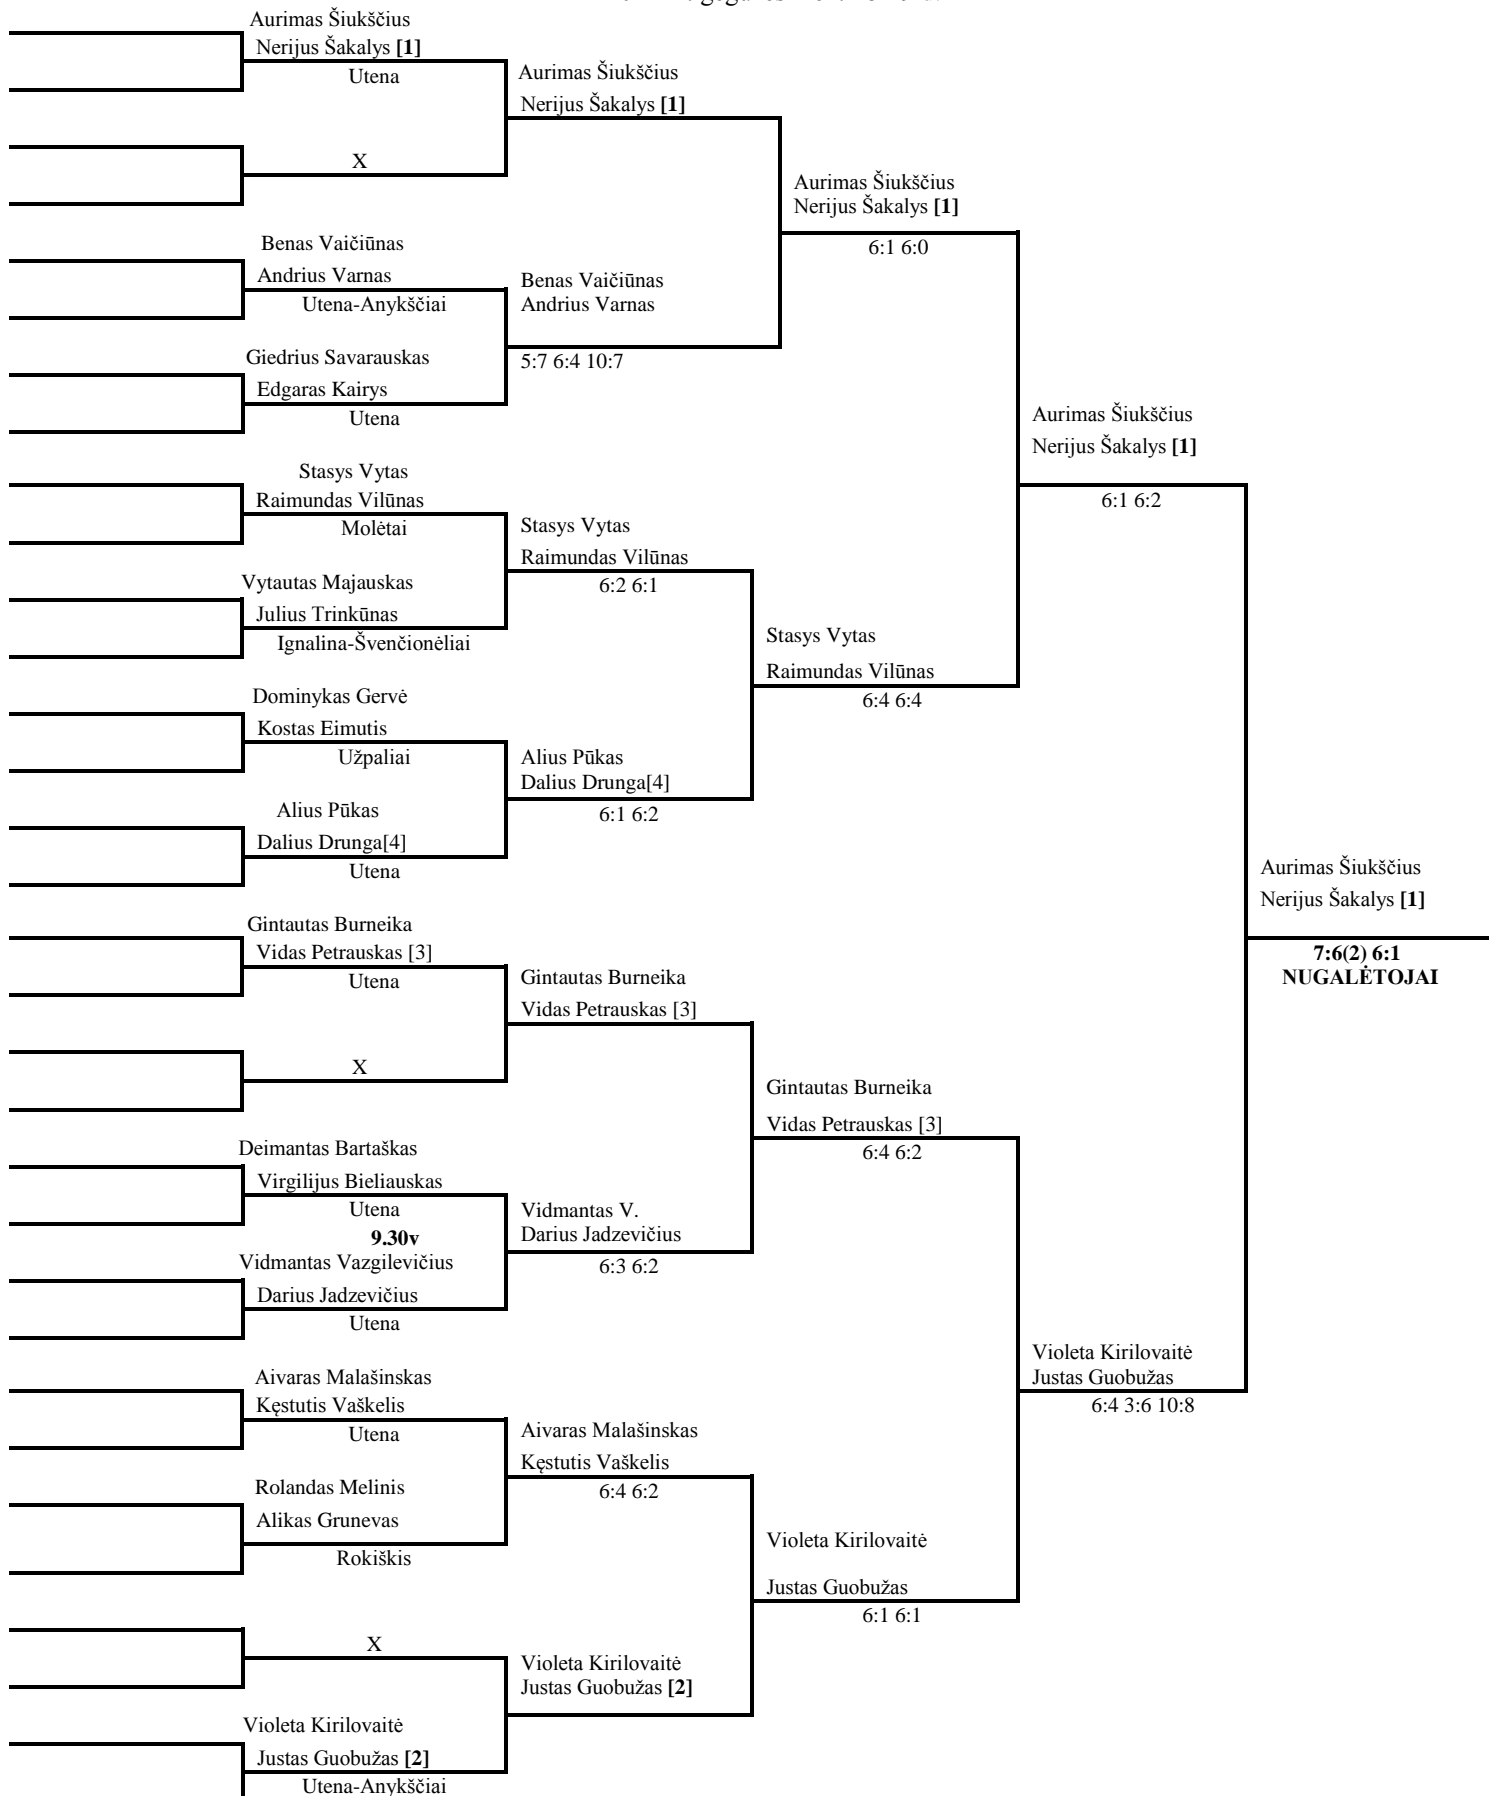 Aurimas Šiukščius
Nerijus Šakalys [1]
Utena
X
Benas Vaičiūnas
Andrius Varnas
Utena-Anykščiai
Giedrius Savarauskas
Edgaras Kairys
Utena
Stasys Vytas
Raimundas Vilūnas
Molėtai
Vytautas Majauskas
Julius Trinkūnas
Ignalina-Švenčionėliai
Dominykas Gervė
Kostas Eimutis
Užpaliai
Alius Pūkas
Dalius Drunga[4]
Utena
Gintautas Burneika
Vidas Petrauskas [3]
Utena
X
Deimantas Bartaškas
Virgilijus Bieliauskas
Utena
9.30v
Vidmantas Vazgilevičius
Darius Jadzevičius
Utena
Aivaras Malašinskas
Kęstutis Vaškelis
Utena
Rolandas Melinis
Alikas Grunevas
Rokiškis
X
Violeta Kirilovaitė
Justas Guobužas [2]
Utena-Anykščiai
Aurimas Šiukščius
Nerijus Šakalys [1]
Benas Vaičiūnas
Andrius Varnas
5:7 6:4 10:7
Stasys Vytas
Raimundas Vilūnas
6:2 6:1
Alius Pūkas
Dalius Drunga[4]
6:1 6:2
Gintautas Burneika
Vidas Petrauskas [3]
Vidmantas V.
Darius Jadzevičius
6:3 6:2
Aivaras Malašinskas
Kęstutis Vaškelis
6:4 6:2
Violeta Kirilovaitė
Justas Guobužas [2]
Aurimas Šiukščius
Nerijus Šakalys [1]
6:1 6:0
Stasys Vytas
Raimundas Vilūnas
6:4 6:4
Gintautas Burneika
Vidas Petrauskas [3]
6:4 6:2
Violeta Kirilovaitė
Justas Guobužas
6:1 6:1
Aurimas Šiukščius
Nerijus Šakalys [1]
6:1 6:2
Violeta Kirilovaitė
Justas Guobužas
6:4 3:6 10:8
Aurimas Šiukščius
Nerijus Šakalys [1]
7:6(2) 6:1
NUGALĖTOJAI